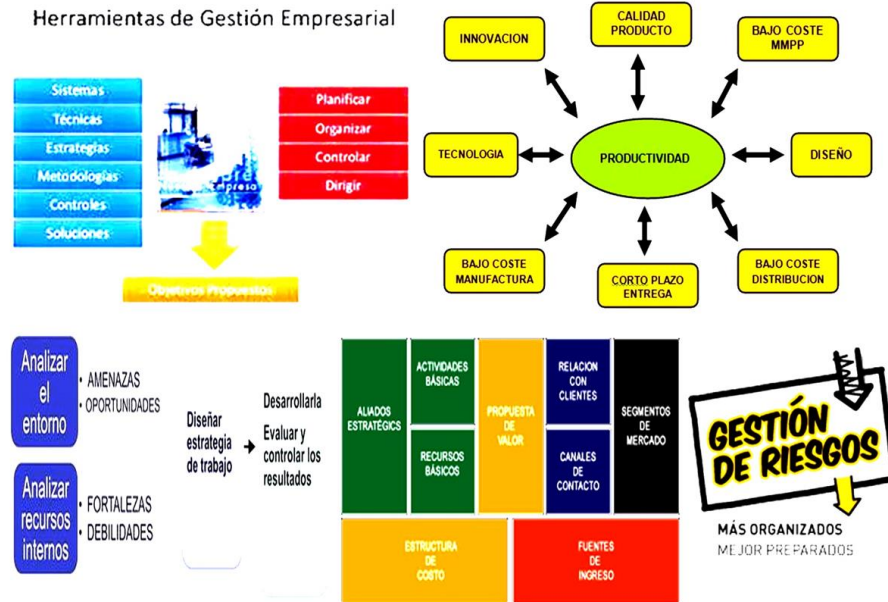 Herramientas de Gestión Empresarial
Sistemas
Técnicas
Estrategias
Metodologías
Controles
Soluciones
Empresa
Planificar
Organizar
Controlar
Dirigir
Objetivos Propuestos
INNOVACION
CALIDAD
PRODUCTO
BAJO COSTE
MMPP
TECNOLOGIA
PRODUCTIVIDAD
DISEÑO
BAJO COSTE
MANUFACTURA
CORTO PLAZO
ENTREGA
BAJO COSTE
DISTRIBUCION
Analizar
el
entorno
• AMENAZAS
• OPORTUNIDADES
Analizar
recursos
internos
• FORTALEZAS
• DEBILIDADES
Diseñar
estrategia
de trabajo
Desarrollarla
Evaluar y
controlar los
resultados
ALIADOS
ESTRATÉGICS
ACTIVIDADES
BÁSICAS
RECURSOS
BÁSICOS
PROPUESTA
DE
VALOR
RELACION
CON
CLIENTES
CANALES
DE
CONTACTO
SEGMENTOS
DE
MERCADO
ESTRUCTURA
DE
COSTO
FUENTES
DE
INGRESO
GESTIÓN
DE RIESGOS
MÁS ORGANIZADOS
MEJOR PREPARADOS